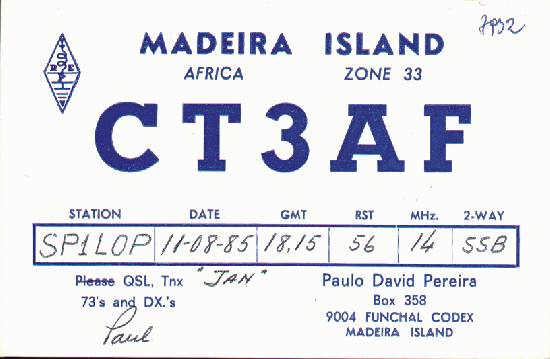 MADEIRA ISLAND
AFRICA ZONE 33
CT3AF
STATION DATE GMT RST MHz. 2-WAY
SP1LOP 11-08-85 18.15 56 14 SSB
Please QSL, Tnx "JAN"
73's and DX.'s
Paul
Paulo David Pereira
Box 358
9004 FUNCHAL CODEX
MADEIRA ISLAND